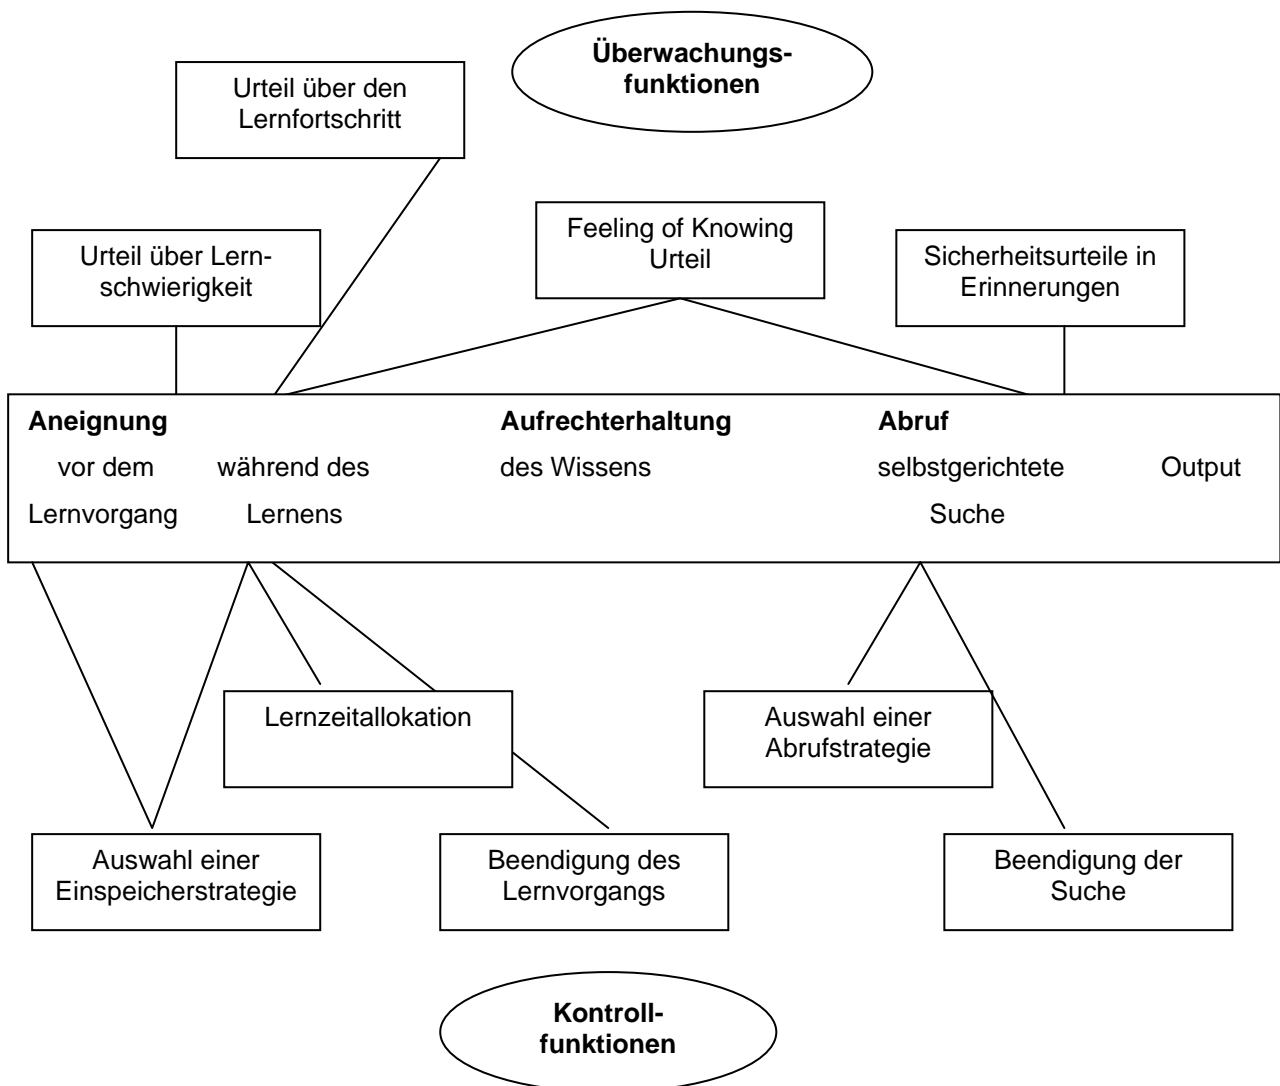 Überwachungs-
funktionen
Urteil über den
Lernfortschritt
Feeling of Knowing
Urteil
Urteil über Lern-
schwierigkeit
Sicherheitsurteile in
Erinnerungen
Aneignung Aufrechterhaltung Abruf
vor dem während des des Wissens selbstgerichtete Output
Lernvorgang Lernens Suche
Lernzeitallokation
Auswahl einer
Abrufstrategie
Auswahl einer
Einspeicherstrategie
Beendigung des
Lernvorgangs
Beendigung der
Suche
Kontroll-
funktionen